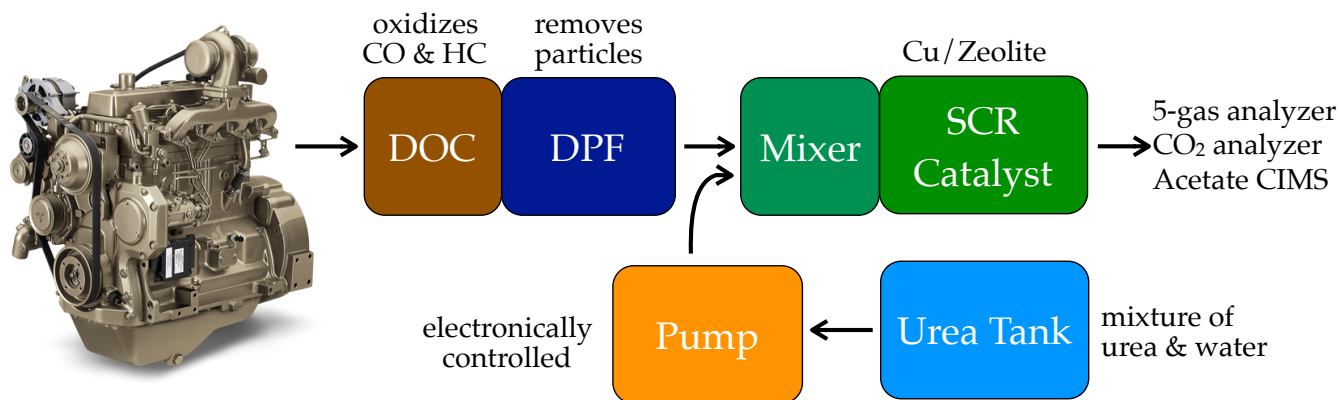 oxidizes
CO & HC
removes
particles
Cu/Zeolite
DOC
DPF
Mixer
SCR
Catalyst
5-gas analyzer
CO₂ analyzer
Acetate CIMS
electronically
controlled
Pump
Urea Tank
mixture of
urea & water